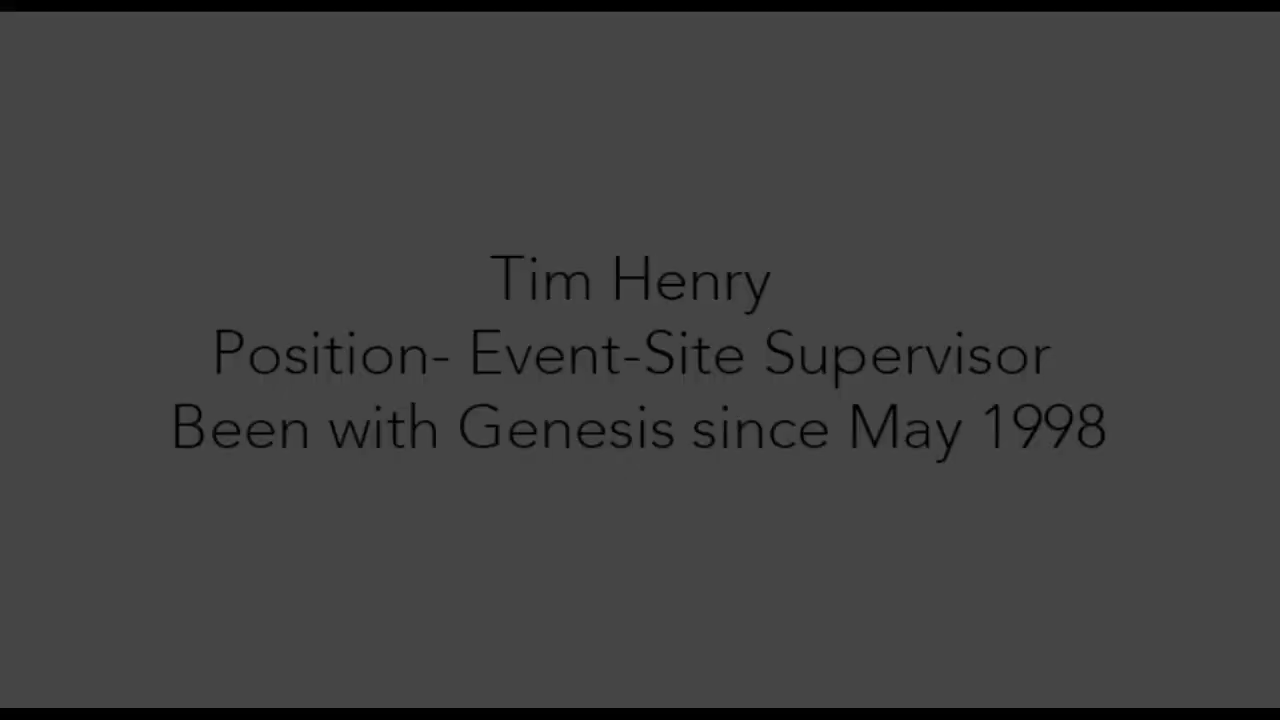 Tim Henry
Position- Event-Site Supervisor
Been with Genesis since May 1998